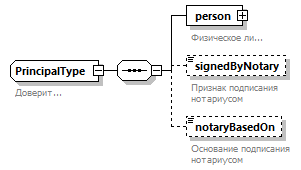 person
Физическое ли...
PrincipalType
Доверит...
signedByNotary
Признак подписания
нотариусом
notaryBasedOn
Основание подписания
нотариусом